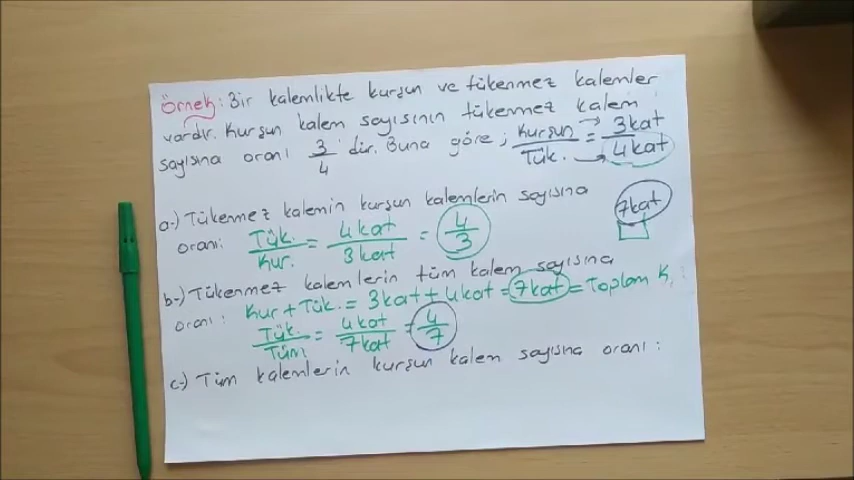 Örnek: Bir kalemlikte kurşun ve tükenmez kalemler
vardır. Kurşun kalem sayısının tükenmez kalem
sayısına oranı 3/4 dir. Buna göre; Kurşun/Tük. = 3kat/4kat
7kat
a-) Tükenmez kalemin kurşun kalemlerin sayısına
oranı: Tük./Kur. = 4kat/3kat = 4/3
b-) Tükenmez kalemlerin tüm kalem sayısına
oranı: Kur + Tük. = 3kat + 4kat = 7kat = Toplam K.
Tük./Tüm = 4kat/7kat = 4/7
c-) Tüm kalemlerin kurşun kalem sayısına oranı: